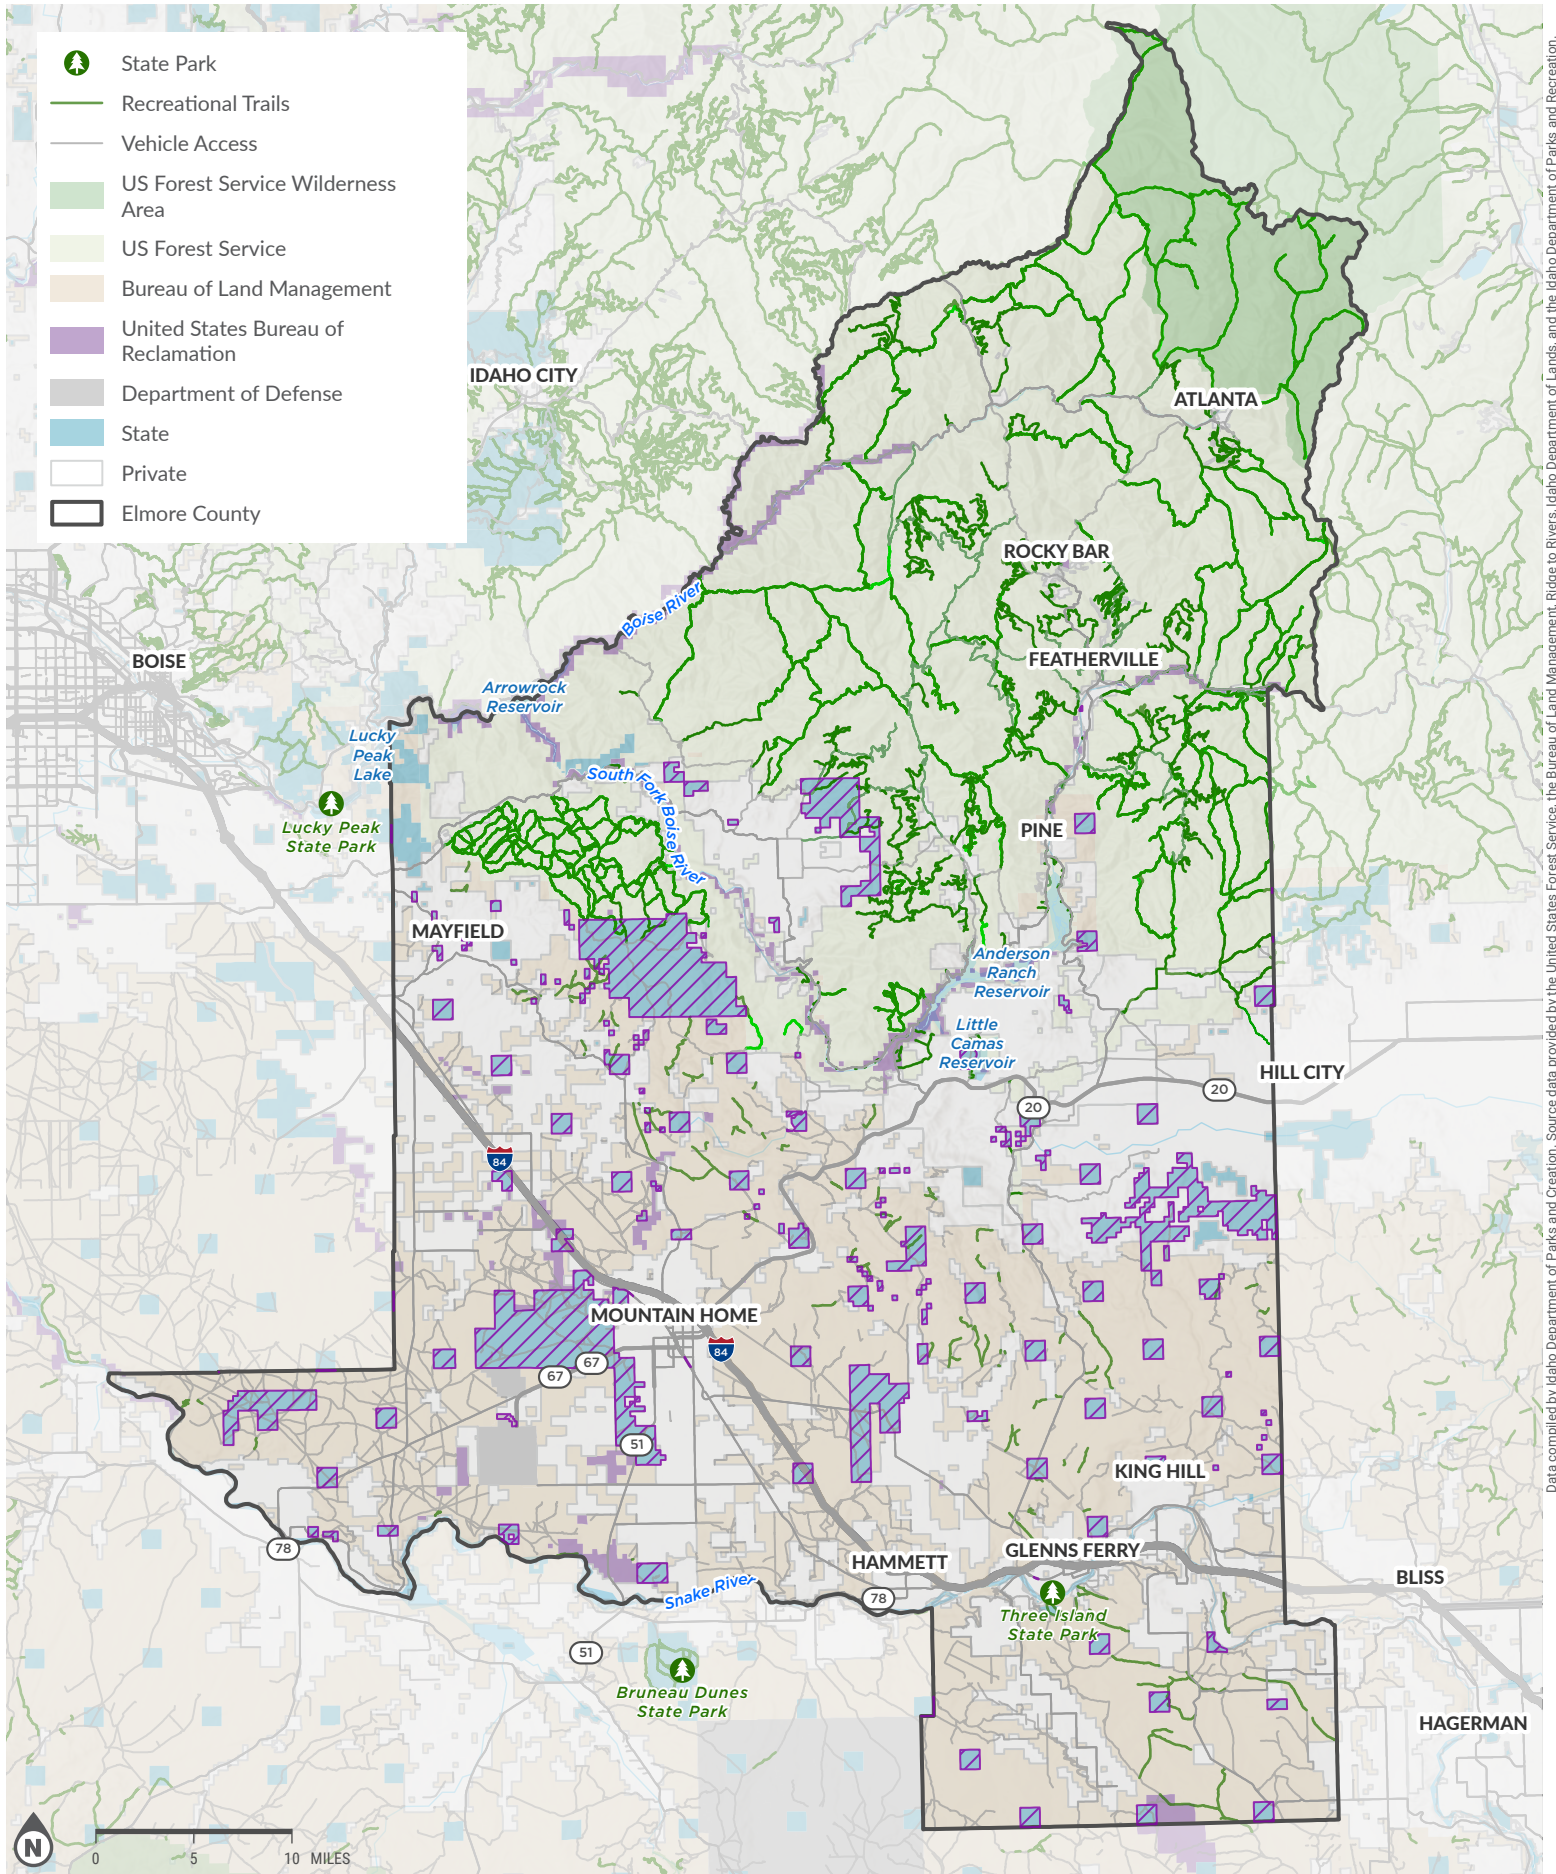 State Park
Recreational Trails
Vehicle Access
US Forest Service Wilderness
Area
US Forest Service
Bureau of Land Management
United States Bureau of
Reclamation
Department of Defense
State
Private
Elmore County
IDAHO CITY
ATLANTA
ROCKY BAR
Boise River
FEATHERVILLE
BOISE
Arrowrock
Reservoir
Lucky
Peak
Lake
South Fork Boise River
Lucky Peak
State Park
PINE
MAYFIELD
Anderson
Ranch
Reservoir
Little
Camas
Reservoir
HILL CITY
20
20
84
MOUNTAIN HOME
84
67
67
51
KING HILL
78
GLENNS FERRY
HAMMETT
BLISS
Snake River
78
Three Island
State Park
51
Bruneau Dunes
State Park
HAGERMAN
N
0 5 10 MILES
Data compiled by Idaho Department of Parks and Creation. Source data provided by the United States Forest Service, the Bureau of Land Management, Ridge to Rivers, Idaho Department of Lands, and the Idaho Department of Parks and Recreation.